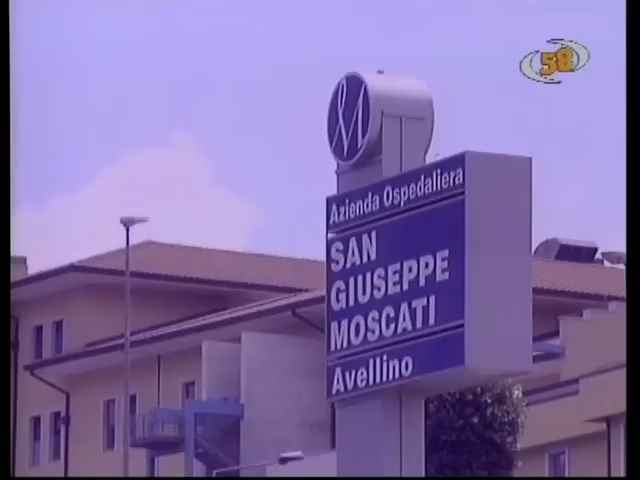 58
M
Azienda Ospedaliera
SAN
GIUSEPPE
MOSCATI
Avellino